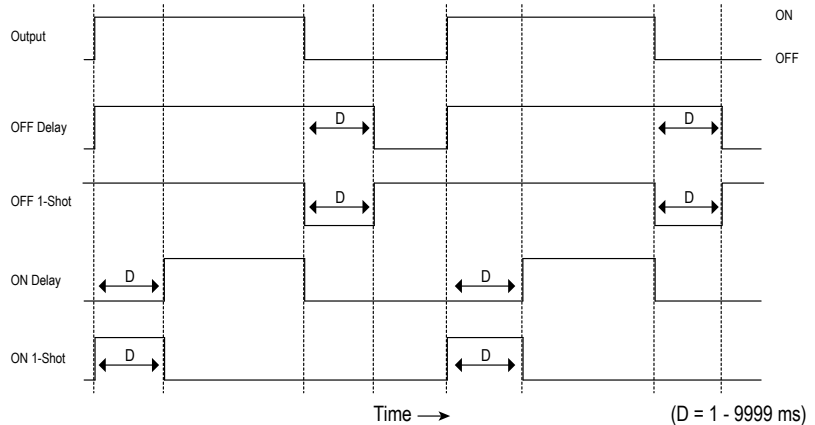 ON
Output
OFF
D D
OFF Delay
OFF 1-Shot
D D
ON Delay
D D
ON 1-Shot
D D
Time
(D = 1 - 9999 ms)